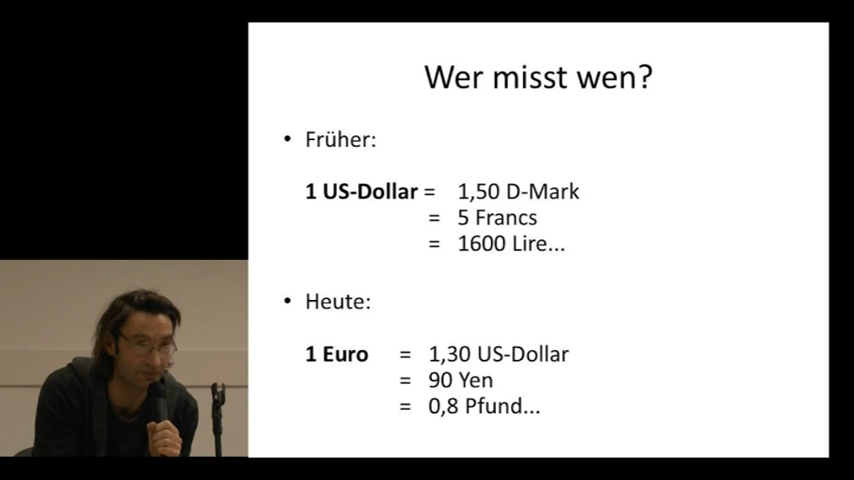 Wer misst wen?
• Früher:
1 US-Dollar = 1,50 D-Mark
= 5 Francs
= 1600 Lire...
• Heute:
1 Euro = 1,30 US-Dollar
= 90 Yen
= 0,8 Pfund...